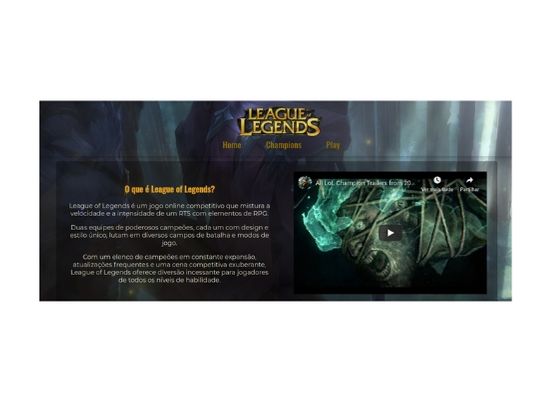 LEAGUE OF
LEGENDS
Home Champions Play
O que é League of Legends?
League of Legends é um jogo online competitivo que mistura a
velocidade e a intensidade de um RTS com elementos de RPG.
Duas equipes de poderosos campeões, cada um com design e
estilo único, lutam em diversos campos de batalha e modos de
jogo.
Com um elenco de campeões em constante expansão,
atualizações frequentes e uma cena competitiva exuberante,
League of Legends oferece diversão incessante para jogadores
de todos os níveis de habilidade.
All LoL Champion Trailers from 20
Ver mais tarde Partilhar